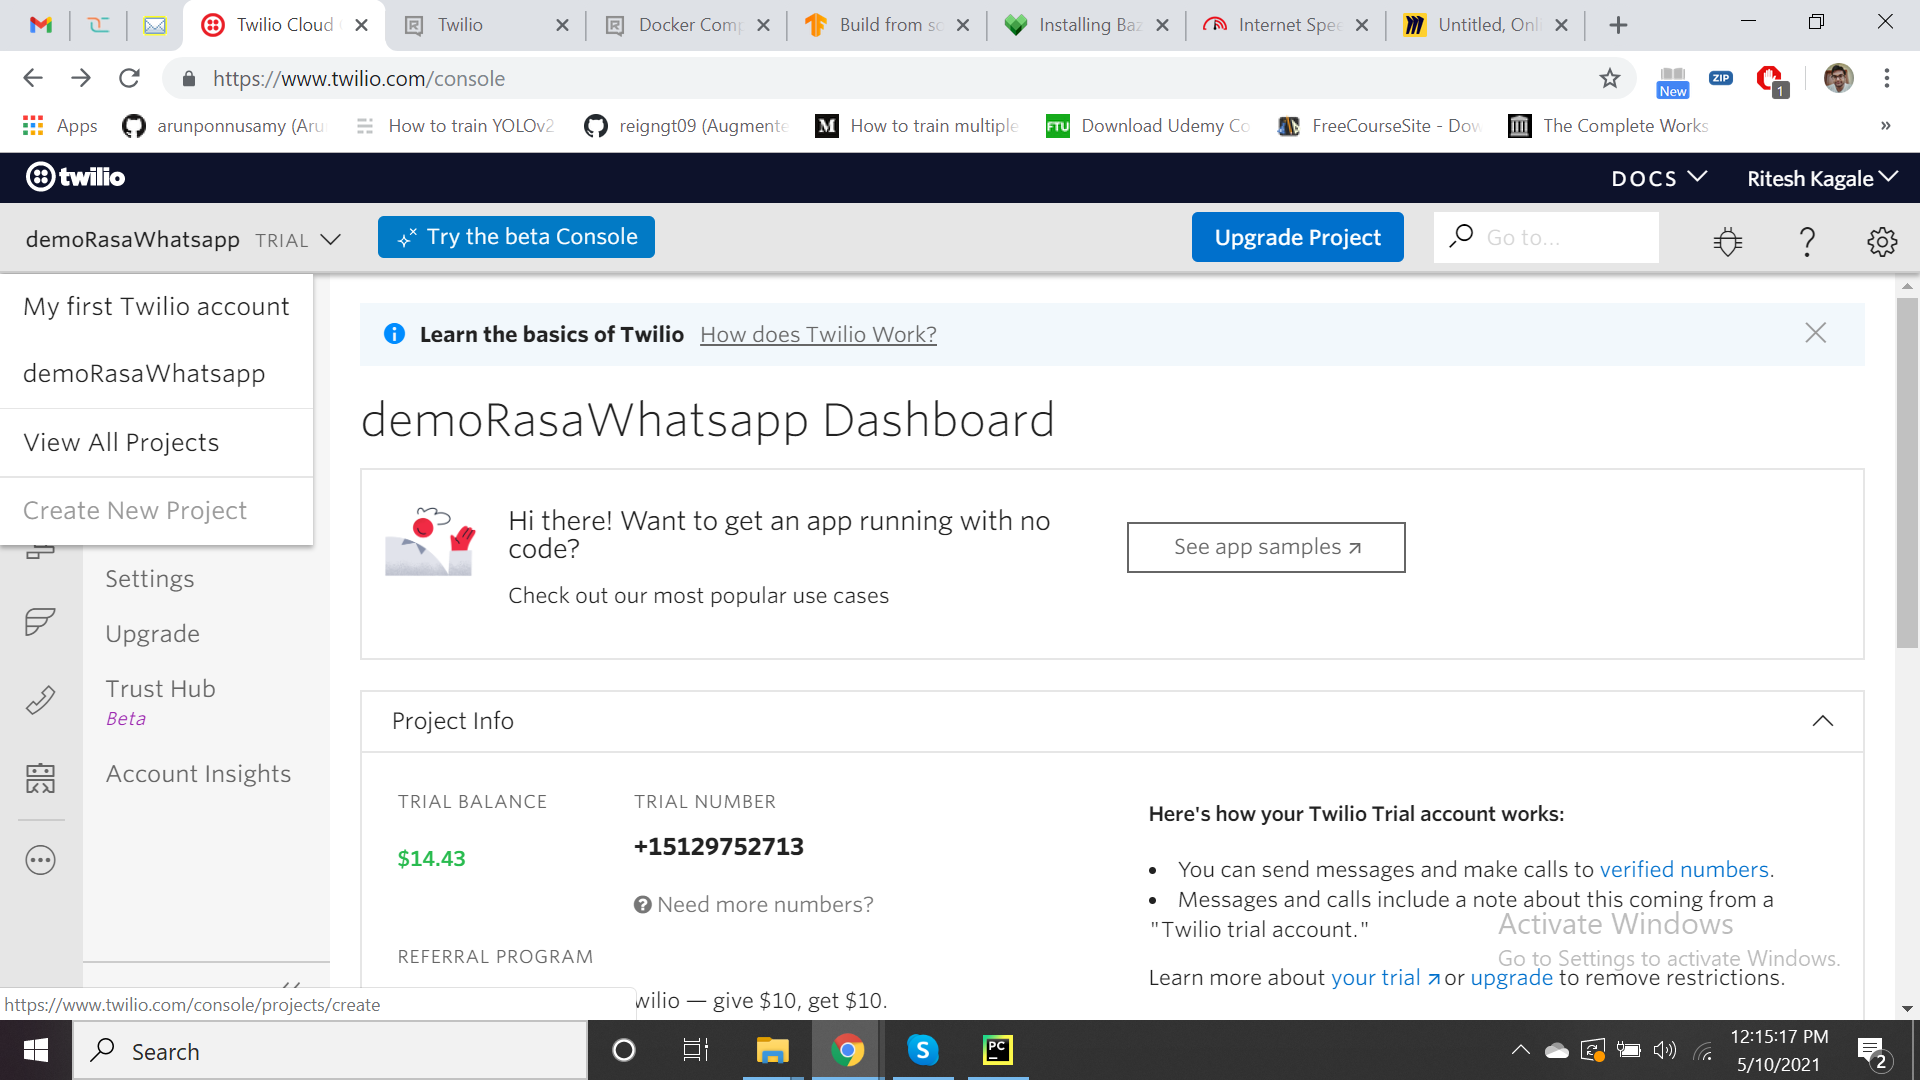 Twilio Cloud
Twilio
Docker Comp
Build from so
Installing Baz
Internet Spee
Untitled, Onli
https://www.twilio.com/console
New
ZIP
1
Apps
arunponnusamy (Aru
How to train YOLOv2
reigngt09 (Augmente
M
How to train multiple
FTU
Download Udemy Co
FreeCourseSite - Dow
The Complete Works
»
twilio
DOCS
Ritesh Kagale
demoRasaWhatsapp TRIAL
Try the beta Console
Upgrade Project
Go to...
My first Twilio account
demoRasaWhatsapp
View All Projects
Create New Project
Settings
Upgrade
Trust Hub
Beta
Account Insights
Learn the basics of Twilio How does Twilio Work?
demoRasaWhatsapp Dashboard
Hi there! Want to get an app running with no
code?
Check out our most popular use cases
See app samples
Project Info
TRIAL BALANCE
$14.43
TRIAL NUMBER
+15129752713
Need more numbers?
REFERRAL PROGRAM
wilio — give $10, get $10.
Here's how your Twilio Trial account works:
• You can send messages and make calls to verified numbers.
• Messages and calls include a note about this coming from a
"Twilio trial account."
Learn more about your trial or upgrade to remove restrictions.
Activate Windows
Go to Settings to activate Windows.
https://www.twilio.com/console/projects/create
Search
S
PC
12:15:17 PM
5/10/2021
2